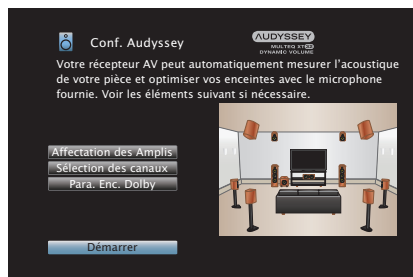 Conf. Audyssey
AUDYSSEY
MULTEQ XT32
DYNAMIC VOLUME
Votre récepteur AV peut automatiquement mesurer l'acoustique
de votre pièce et optimiser vos enceintes avec le microphone
fournie. Voir les éléments suivant si nécessaire.
Affectation des Amplis
Sélection des canaux
Para. Enc. Dolby
Démarrer